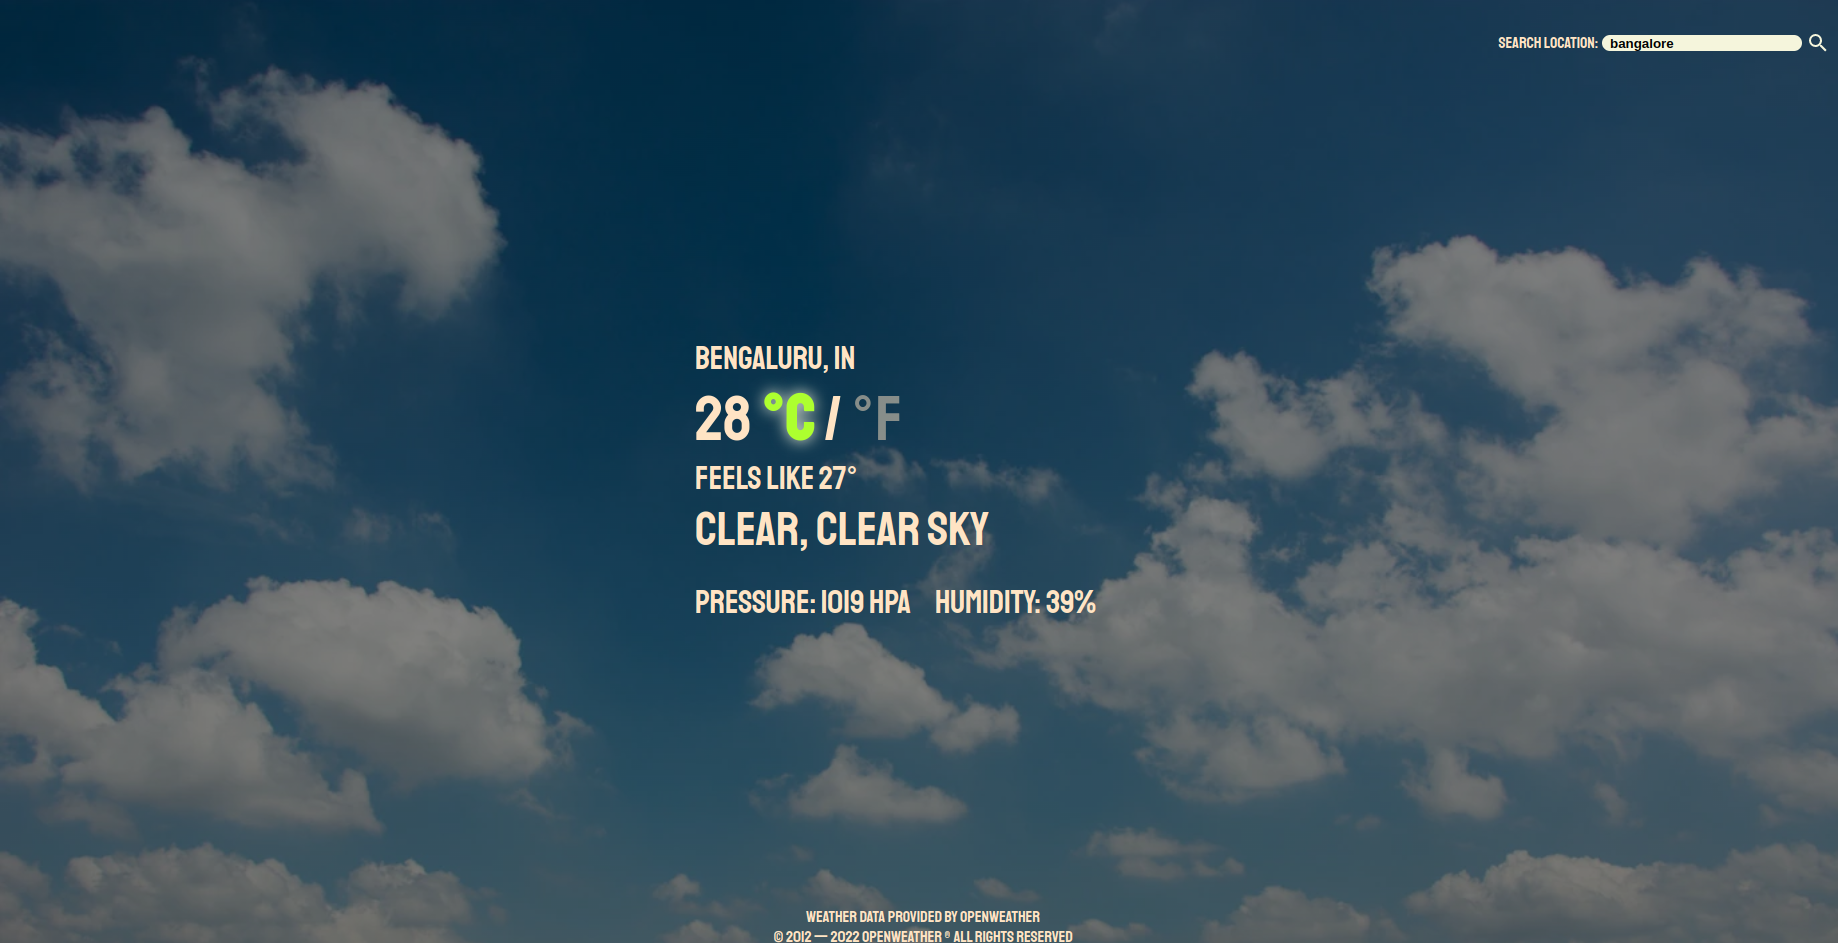 SEARCH LOCATION: bangalore
BENGALURU, IN
28 °C / °F
FEELS LIKE 27°
CLEAR, CLEAR SKY
PRESSURE: 1019 HPA HUMIDITY: 39%
WEATHER DATA PROVIDED BY OPENWEATHER
© 2012 — 2022 OPENWEATHER ® ALL RIGHTS RESERVED